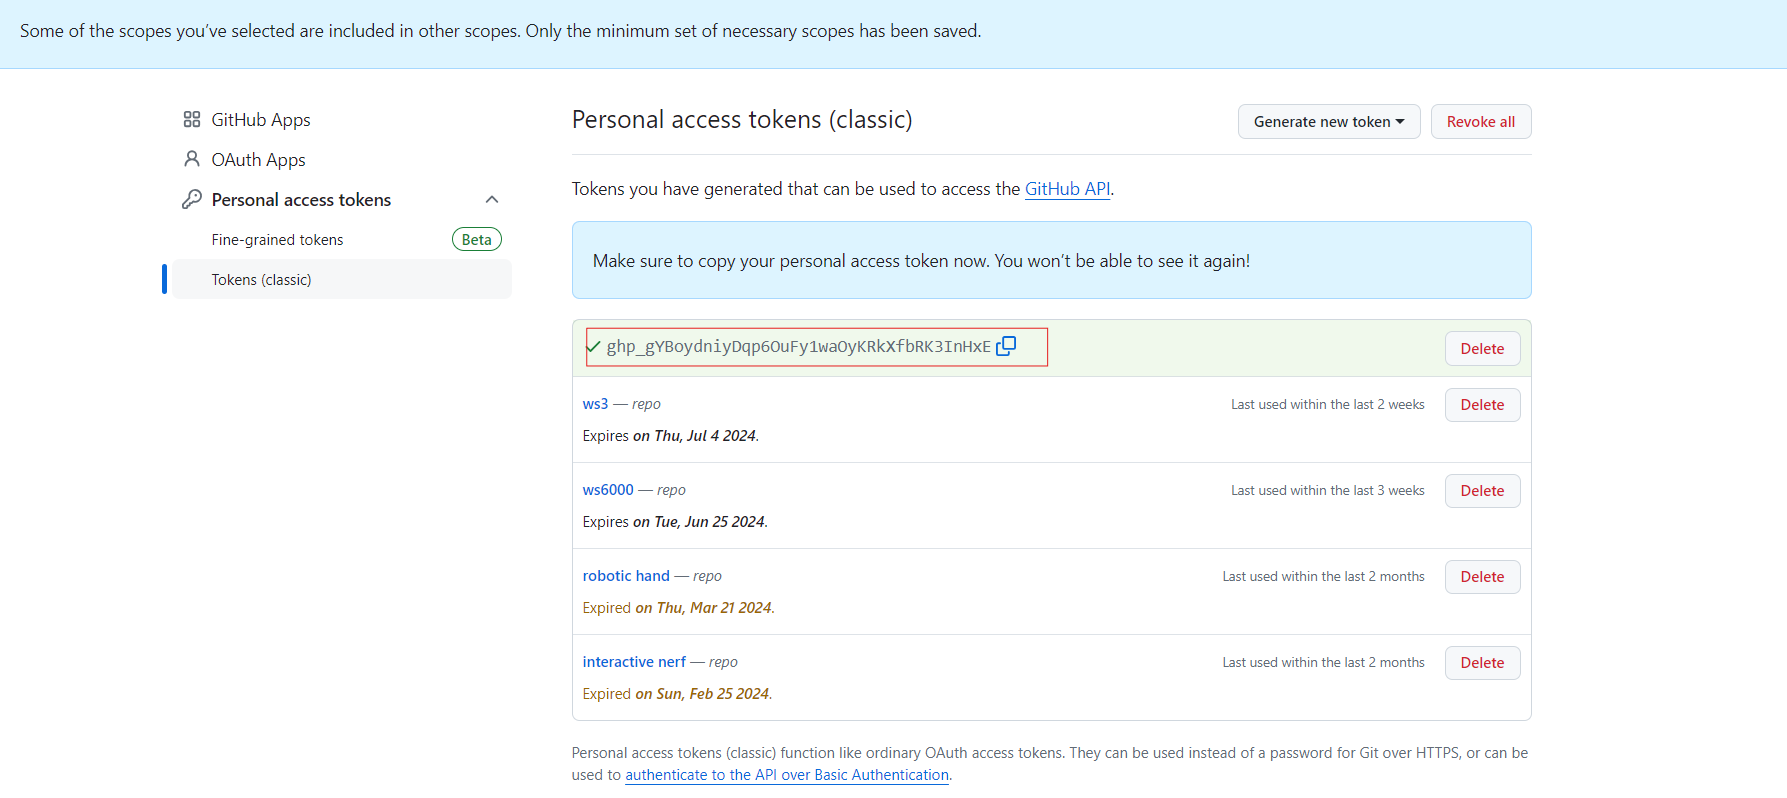 Some of the scopes you've selected are included in other scopes. Only the minimum set of necessary scopes has been saved.
GitHub Apps
OAuth Apps
Personal access tokens
Fine-grained tokens
Beta
Tokens (classic)
Personal access tokens (classic)
Generate new token
Revoke all
Tokens you have generated that can be used to access the GitHub API.
Make sure to copy your personal access token now. You won't be able to see it again!
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
Delete
ws3 — repo
Last used within the last 2 weeks
Delete
Expires on Thu, Jul 4 2024.
ws6000 — repo
Last used within the last 3 weeks
Delete
Expires on Tue, Jun 25 2024.
robotic hand — repo
Last used within the last 2 months
Delete
Expired on Thu, Mar 21 2024.
interactive nerf — repo
Last used within the last 2 months
Delete
Expired on Sun, Feb 25 2024.
Personal access tokens (classic) function like ordinary OAuth access tokens. They can be used instead of a password for Git over HTTPS, or can be
used to authenticate to the API over Basic Authentication.